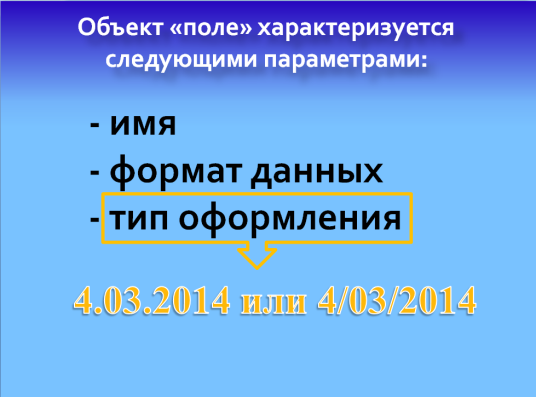 Объект «поле» характеризуется
следующими параметрами:
- имя
- формат данных
- тип оформления
4.03.2014 или 4/03/2014